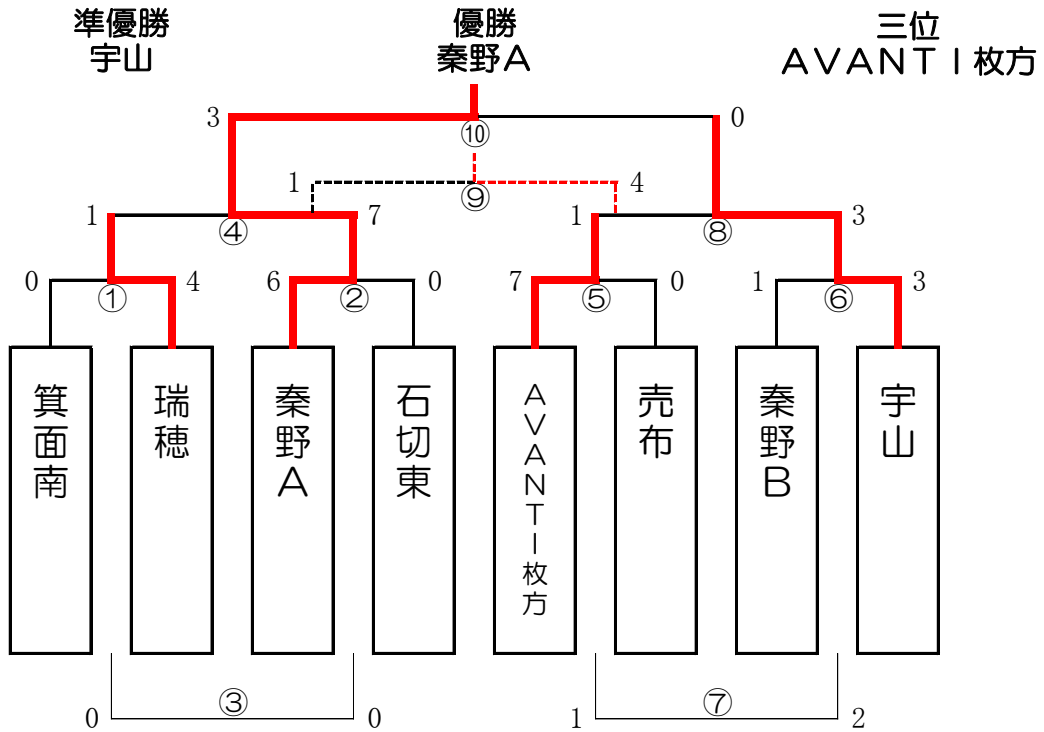 準優勝
宇山
優勝
秦野A
三位
AVANTI枚方
3
⑩
0
1
⑨
4
1
④
7
1
⑧
3
0
①
4
6
②
0
7
⑤
0
1
⑥
3
箕面南
瑞穂
秦野A
石切東
AVANTI枚方
売布
秦野B
宇山
0
③
0
1
⑦
2